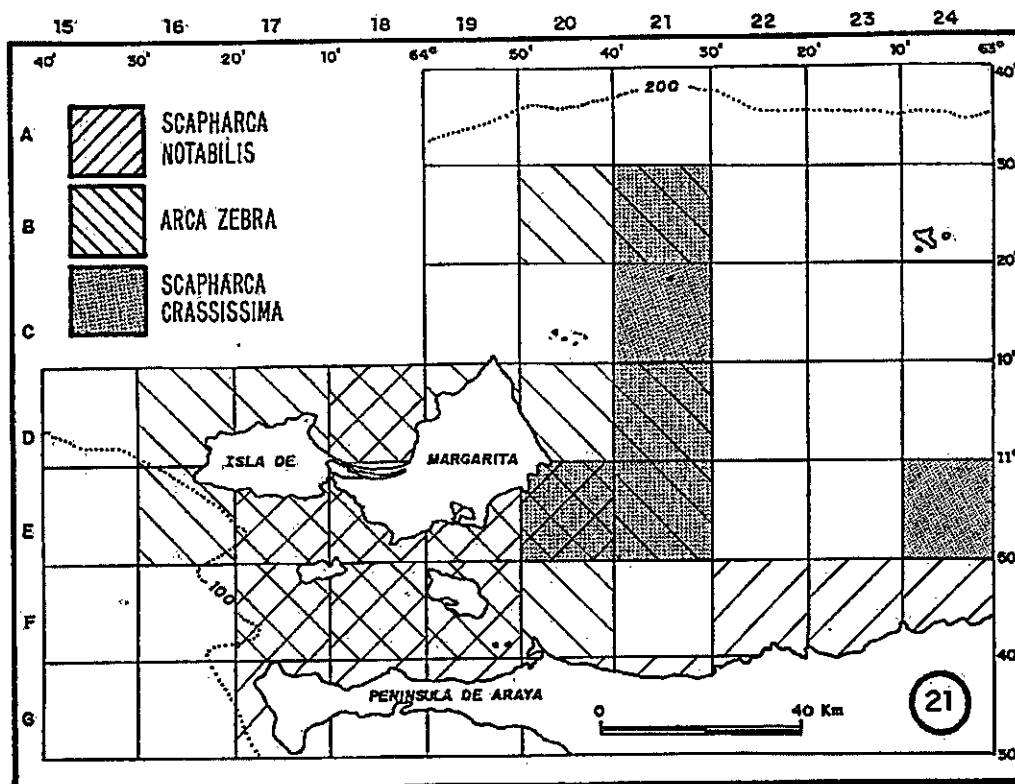 15 16 17 18 19 20 21 22 23 24
40' 30' 20' 10' 64° 50' 40' 30' 20' 10' 63°
40'
200
A
SCAPHARCA
NOTABILIS
30'
B
ARCA ZEBRA
20'
SCAPHARCA
CRASSISSIMA
C
10'
D
ISLA DE MARGARITA
11°
E
50'
100
F
40'
PENINSULA DE ARAYA
G
0 40 Km
21
50'